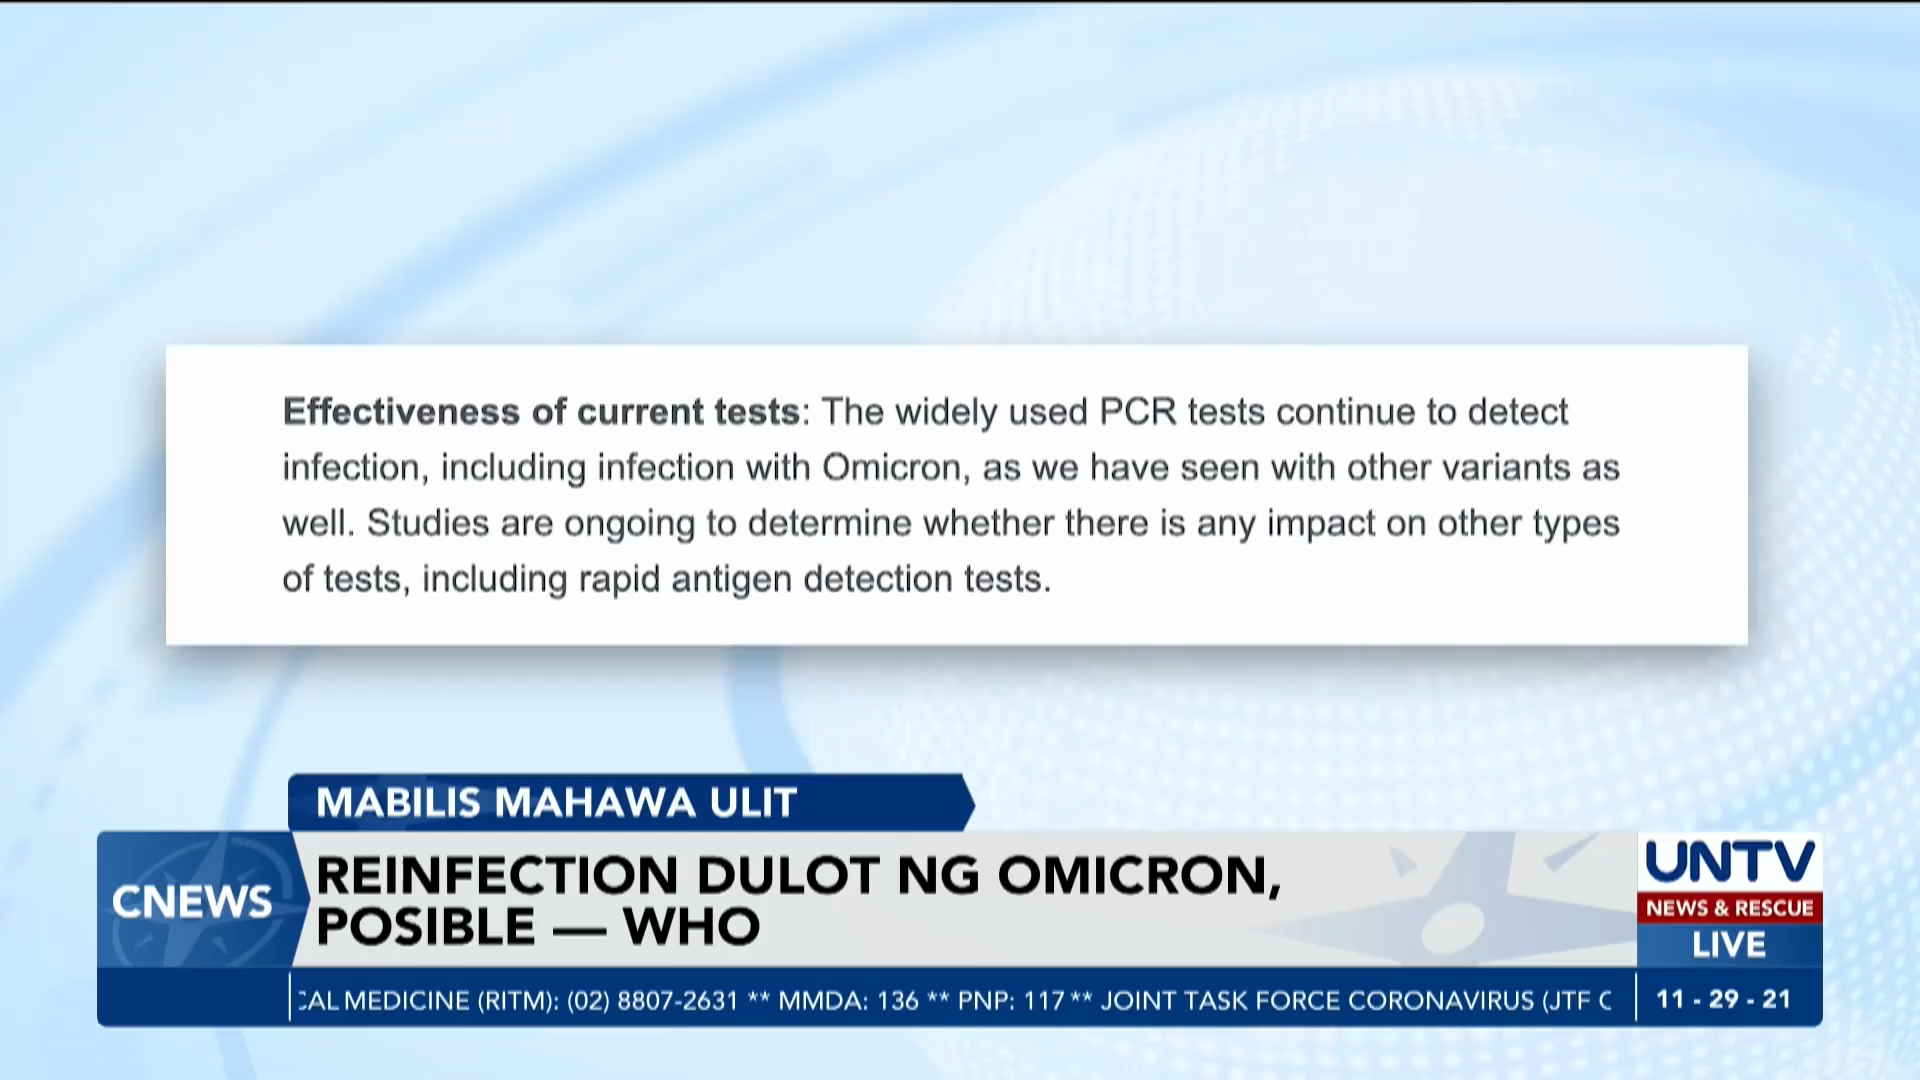 Effectiveness of current tests: The widely used PCR tests continue to detect
infection, including infection with Omicron, as we have seen with other variants as
well. Studies are ongoing to determine whether there is any impact on other types
of tests, including rapid antigen detection tests.
MABILIS MAHAWA ULIT
CNEWS
REINFECTION DULOT NG OMICRON,
POSIBLE — WHO
UNTV
NEWS & RESCUE
LIVE
MEDICINE (RITM): (02) 8807-2631 ** MMDA: 136 ** PNP: 117 ** JOINT TASK FORCE CORONAVIRUS (JTF
11 - 29 - 21